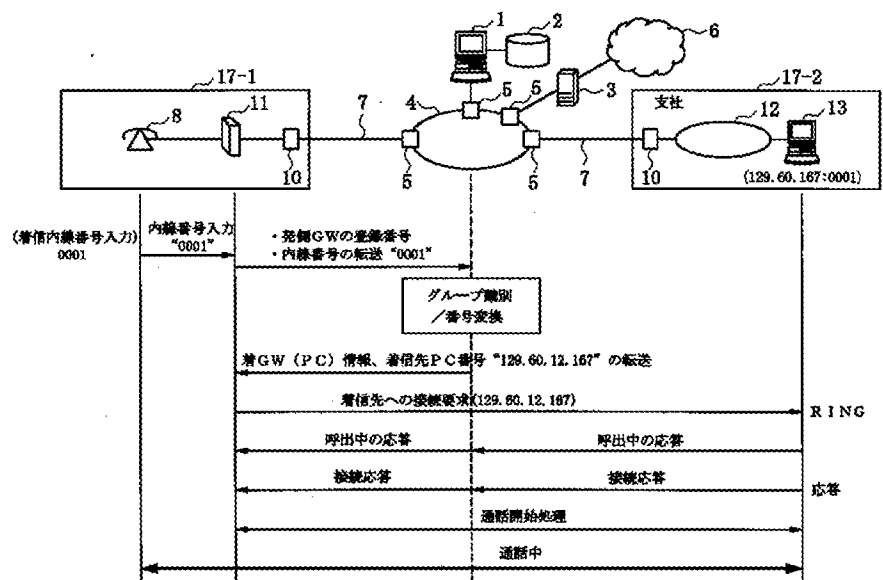 1
2
6
17-1
5
5
3
17-2
8
11
4
支社
12
13
7
7
10
5
5
10
(129.60.167:0001)
(着信内線番号入力)
0001
内線番号入力
“0001”
・発側GWの登録番号
・内線番号の転送“0001”
グループ識別
／番号変換
着GW（PC）情報、着信先PC番号“129.60.12.167”の転送
着信先への接続要求(129.60.12.167)
RING
呼出中の応答
呼出中の応答
接続応答
接続応答
応答
通話開始処理
通話中